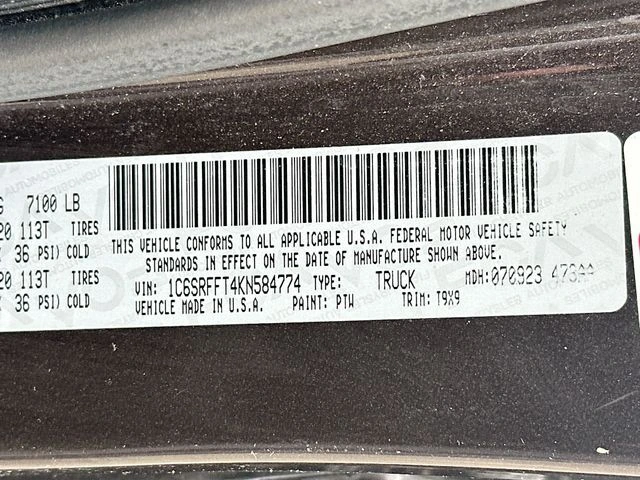 7100 LB
20 113T TIRES
36 PSI) COLD
20 113T TIRES
36 PSI) COLD
THIS VEHICLE CONFORMS TO ALL APPLICABLE U.S.A. FEDERAL MOTOR VEHICLE SAFETY
STANDARDS IN EFFECT ON THE DATE OF MANUFACTURE SHOWN ABOVE.
VIN: 1C6SRFFT4KN584774 TYPE: TRUCK MDH: 070923 473AA
VEHICLE MADE IN U.S.A. PAINT: PTW TRIM: T9X9